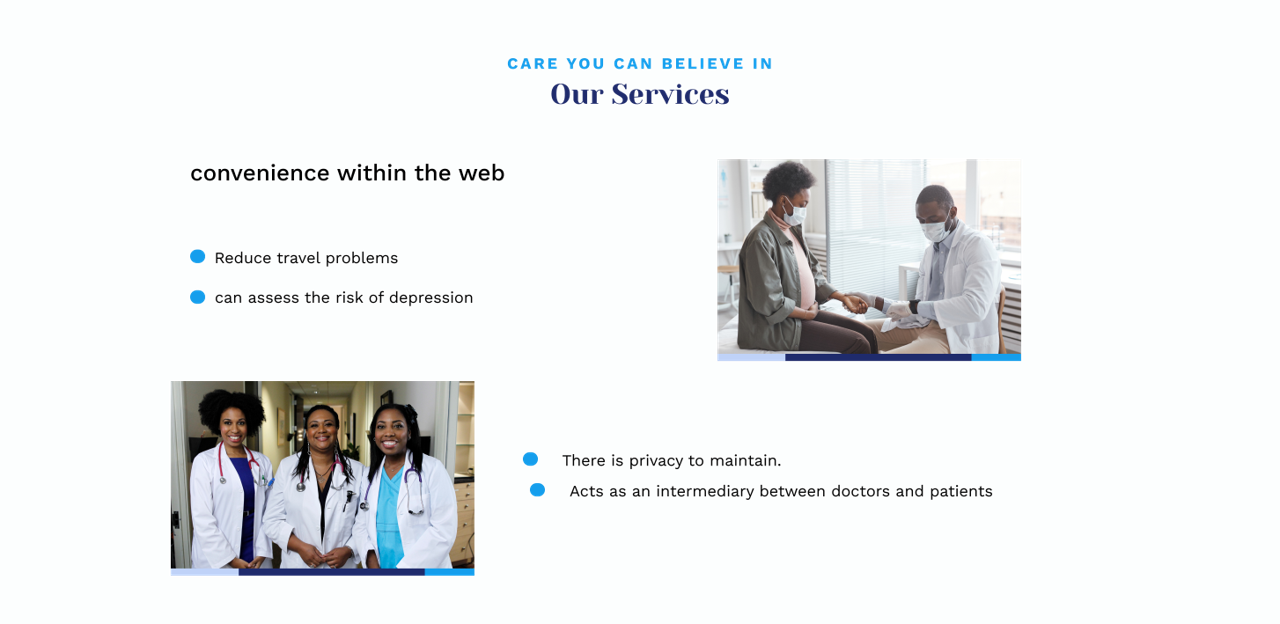 CARE YOU CAN BELIEVE IN
Our Services
convenience within the web
Reduce travel problems
can assess the risk of depression
There is privacy to maintain.
Acts as an intermediary between doctors and patients